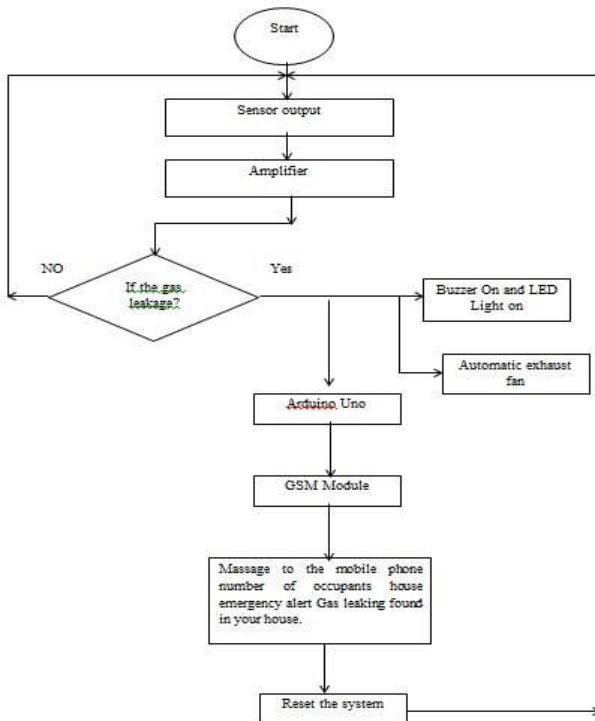 Start
Sensor output
Amplifier
NO
If the gas
leakage?
Yes
Buzzer On and LED
Light on
Automatic exhaust
fan
Arduino Uno
GSM Module
Massage to the mobile phone
number of occupants house
emergency alert Gas leaking found
in your house.
Reset the system